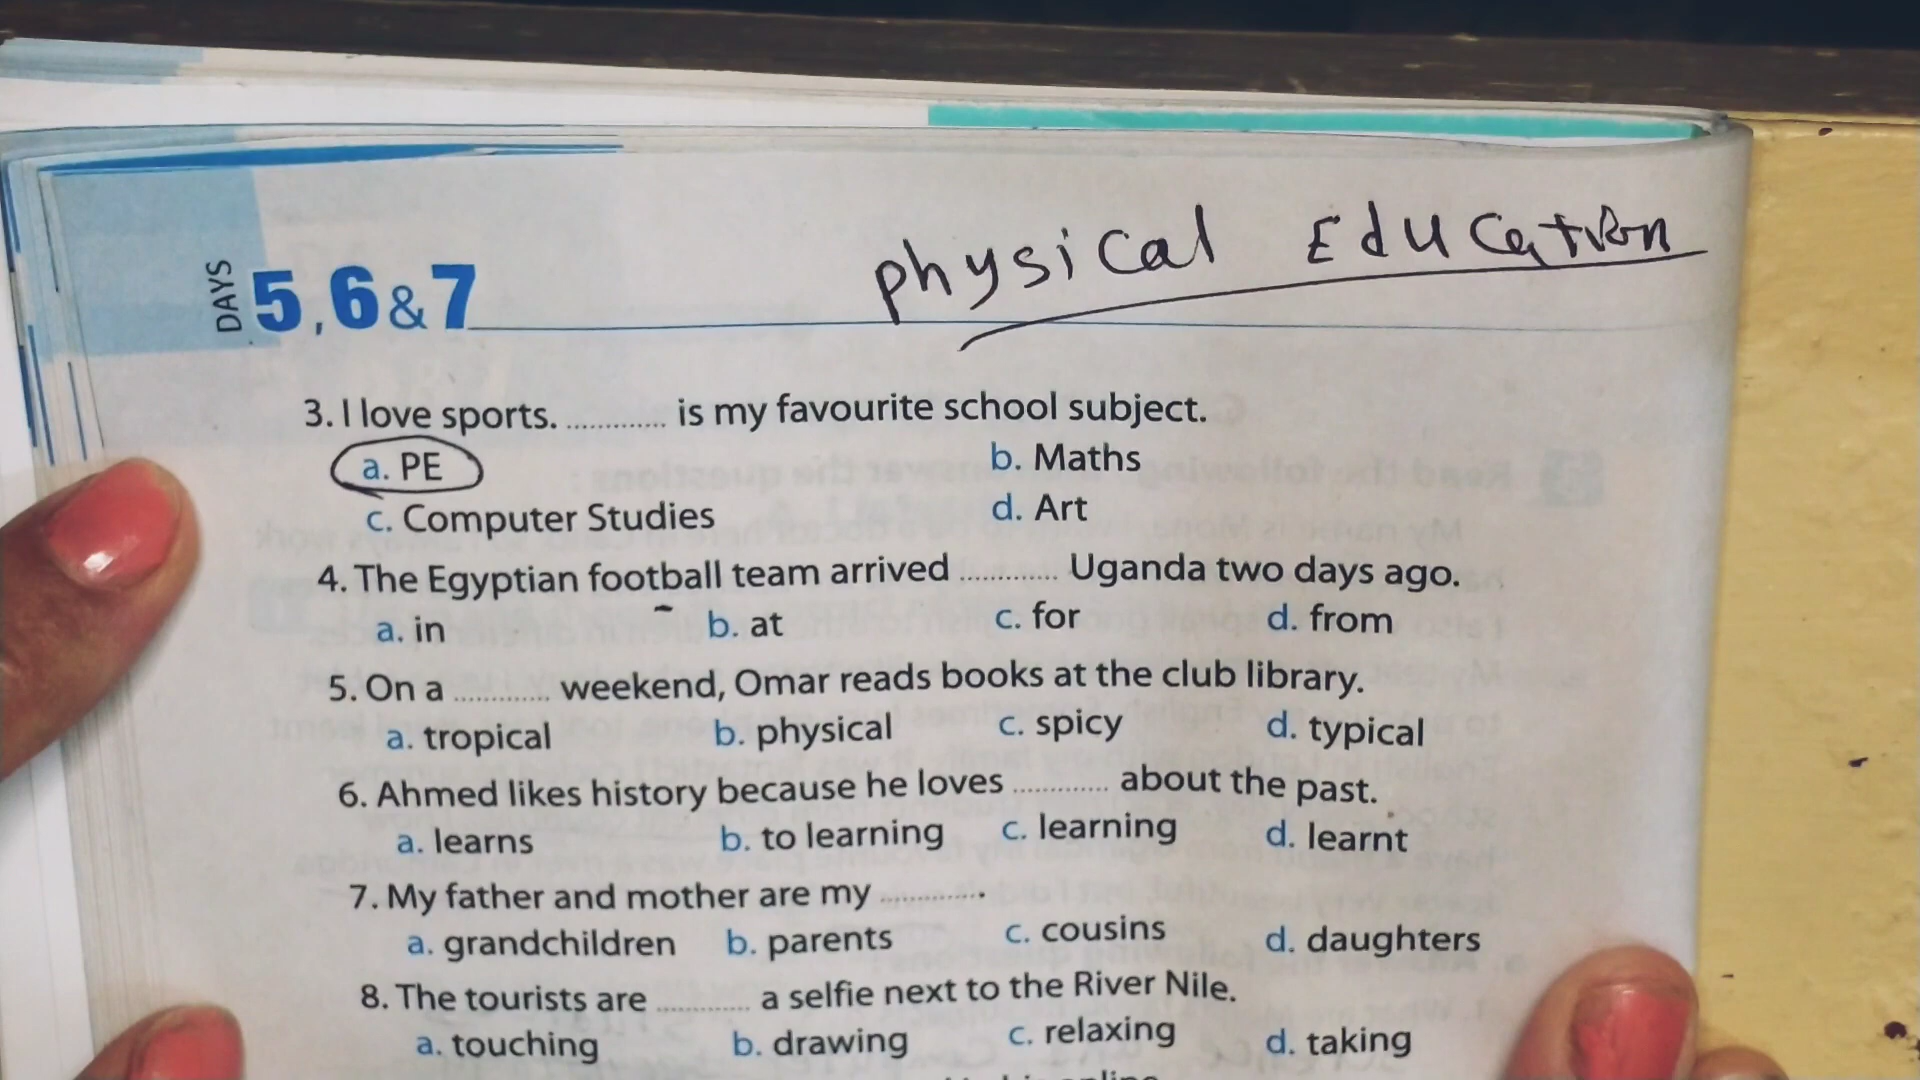 physical Education
DAYS 5,6&7
3. I love sports. ............ is my favourite school subject.
a. PE b. Maths
c. Computer Studies d. Art
4. The Egyptian football team arrived ............ Uganda two days ago.
a. in b. at c. for d. from
5. On a ............ weekend, Omar reads books at the club library.
a. tropical b. physical c. spicy d. typical
6. Ahmed likes history because he loves ............ about the past.
a. learns b. to learning c. learning d. learnt
7. My father and mother are my ............
a. grandchildren b. parents c. cousins d. daughters
8. The tourists are ............ a selfie next to the River Nile.
a. touching b. drawing c. relaxing d. taking